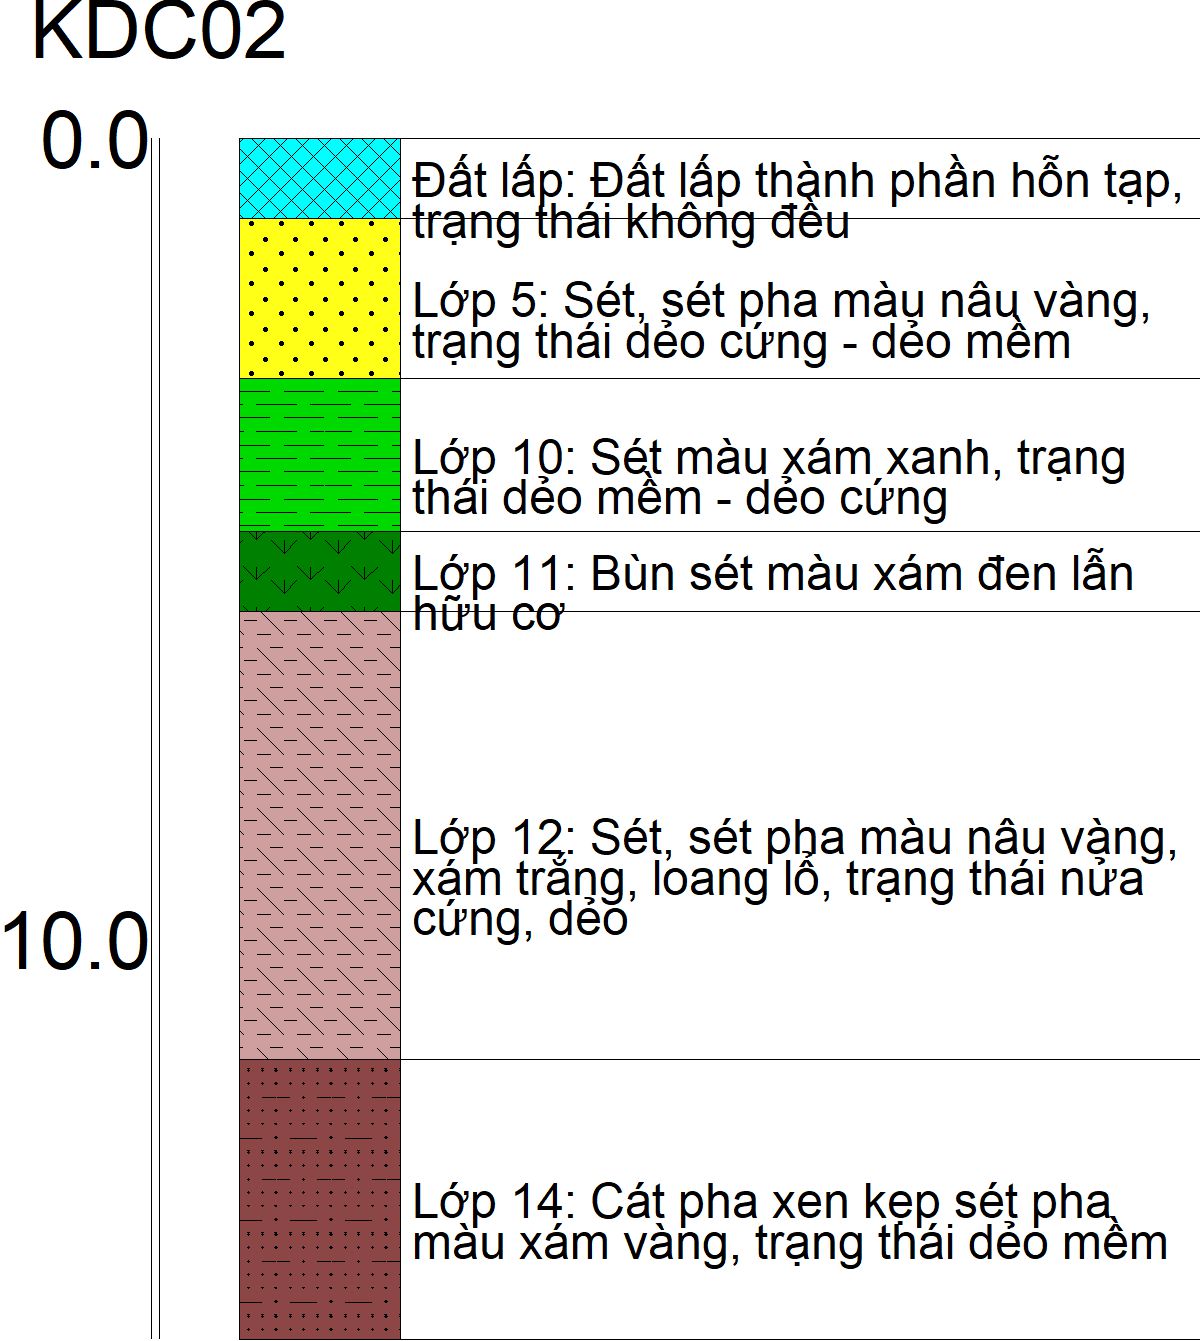 KDC02
0.0
Đất lấp: Đất lấp thành phần hỗn tạp,
trạng thái không đều
Lớp 5: Sét, sét pha màu nâu vàng,
trạng thái dẻo cứng - dẻo mềm
Lớp 10: Sét màu xám xanh, trạng
thái dẻo mềm - dẻo cứng
Lớp 11: Bùn sét màu xám đen lẫn
hữu cơ
Lớp 12: Sét, sét pha màu nâu vàng,
xám trắng, loang lổ, trạng thái nửa
cứng, dẻo
10.0
Lớp 14: Cát pha xen kẹp sét pha
màu xám vàng, trạng thái dẻo mềm